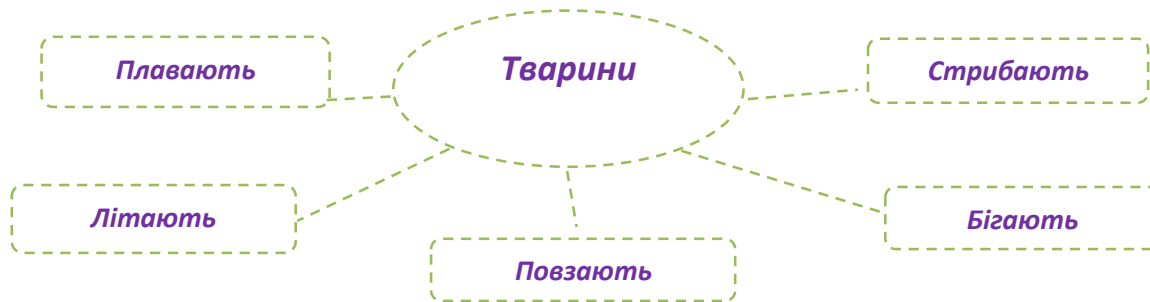 Тварини
Плавають
Стрибають
Літають
Бігають
Повзають